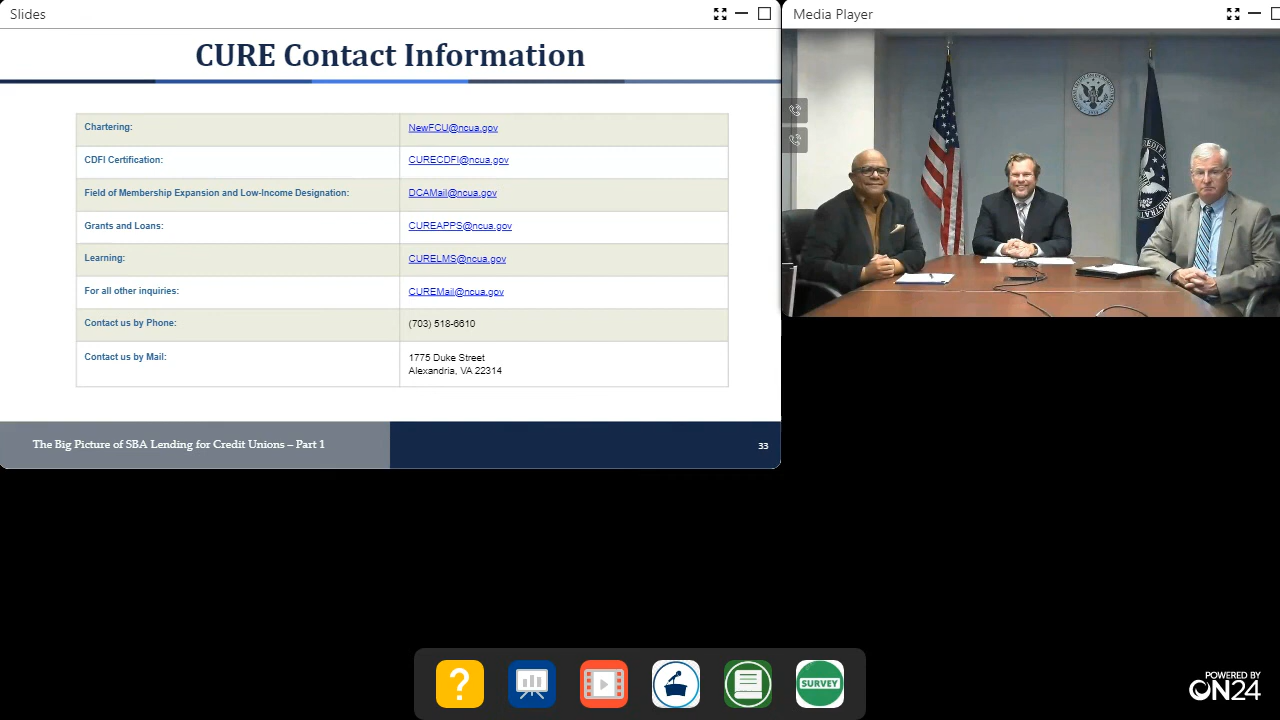 Slides
Media Player
CURE Contact Information
Chartering:
NewFCU@ncua.gov
CDFI Certification:
CURECDFI@ncua.gov
Field of Membership Expansion and Low-Income Designation:
DCAMail@ncua.gov
Grants and Loans:
CUREAPPS@ncua.gov
Learning:
CURELMS@ncua.gov
For all other inquiries:
CUREMail@ncua.gov
Contact us by Phone:
(703) 518-6610
Contact us by Mail:
1775 Duke Street
Alexandria, VA 22314
The Big Picture of SBA Lending for Credit Unions – Part 1
33
?
SURVEY
POWERED BY
ON24